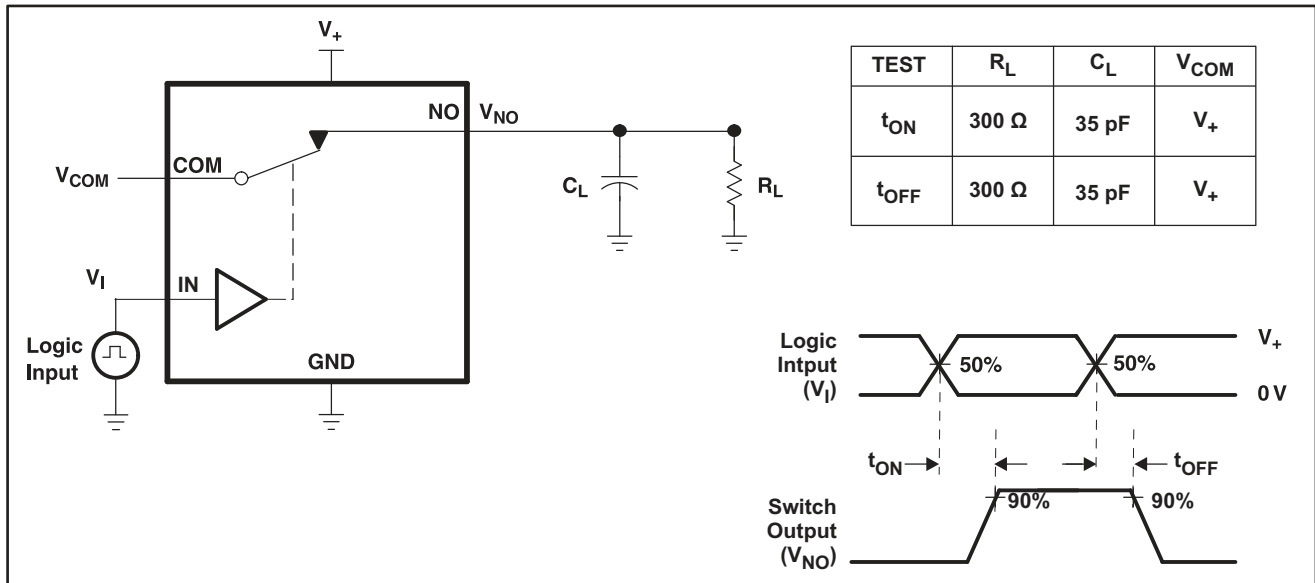 V+
NO VNO
COM
VCOM
CL
RL
VI
IN
Logic
Input
GND
TEST RL CL VCOM
tON 300 Ω 35 pF V+
tOFF 300 Ω 35 pF V+
Logic
Intput
(VI)
50% 50%
V+
0 V
tON tOFF
Switch
Output
(VNO)
90% 90%